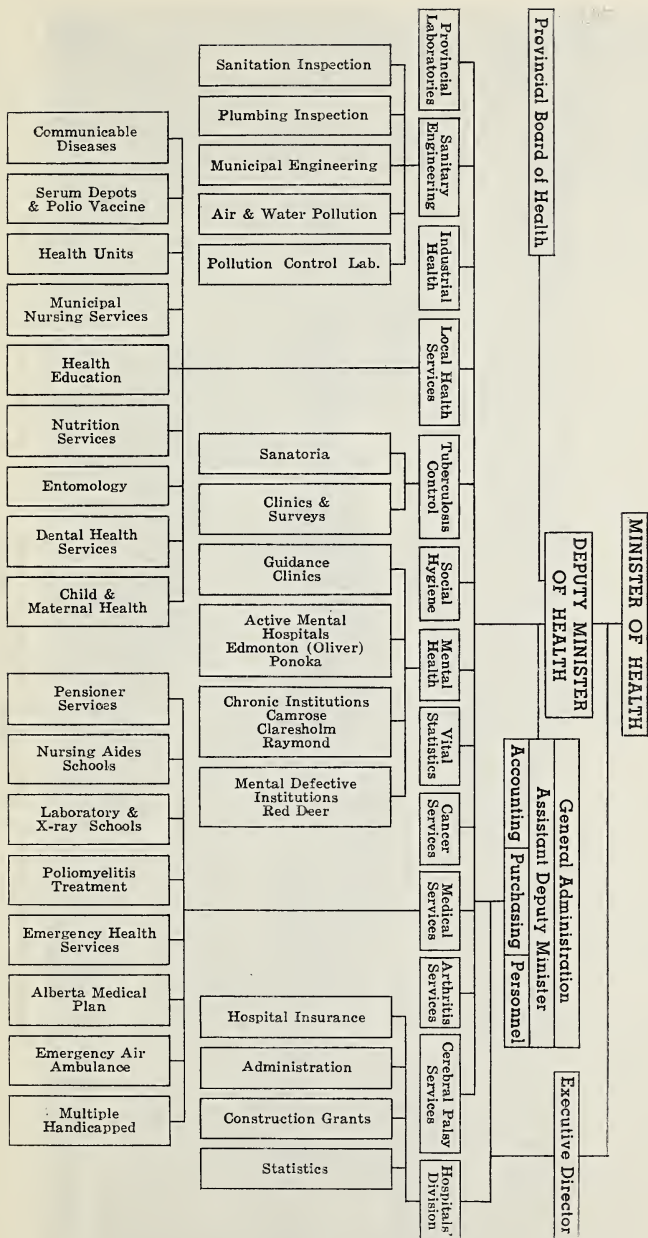 MINISTER OF HEALTH
DEPUTY MINISTER
OF HEALTH
Provincial Board of Health
General Administration
Assistant Deputy Minister
Accounting
Purchasing
Personnel
Executive Director
Provincial
Laboratories
Sanitary
Engineering
Industrial
Health
Local Health
Services
Tuberculosis
Control
Social
Hygiene
Mental
Health
Vital
Statistics
Cancer
Services
Medical
Services
Arthritis
Services
Cerebral Palsy
Services
Hospitals'
Division
Sanitation Inspection
Plumbing Inspection
Municipal Engineering
Air & Water Pollution
Pollution Control Lab.
Sanatoria
Clinics &
Surveys
Guidance
Clinics
Active Mental
Hospitals
Edmonton (Oliver)
Ponoka
Chronic Institutions
Camrose
Claresholm
Raymond
Mental Defective
Institutions
Red Deer
Hospital Insurance
Administration
Construction Grants
Statistics
Communicable
Diseases
Serum Depots
& Polio Vaccine
Health Units
Municipal
Nursing Services
Health
Education
Nutrition
Services
Entomology
Dental Health
Services
Child &
Maternal Health
Pensioner
Services
Nursing Aides
Schools
Laboratory &
X-ray Schools
Poliomyelitis
Treatment
Emergency Health
Services
Alberta Medical
Plan
Emergency Air
Ambulance
Multiple
Handicapped